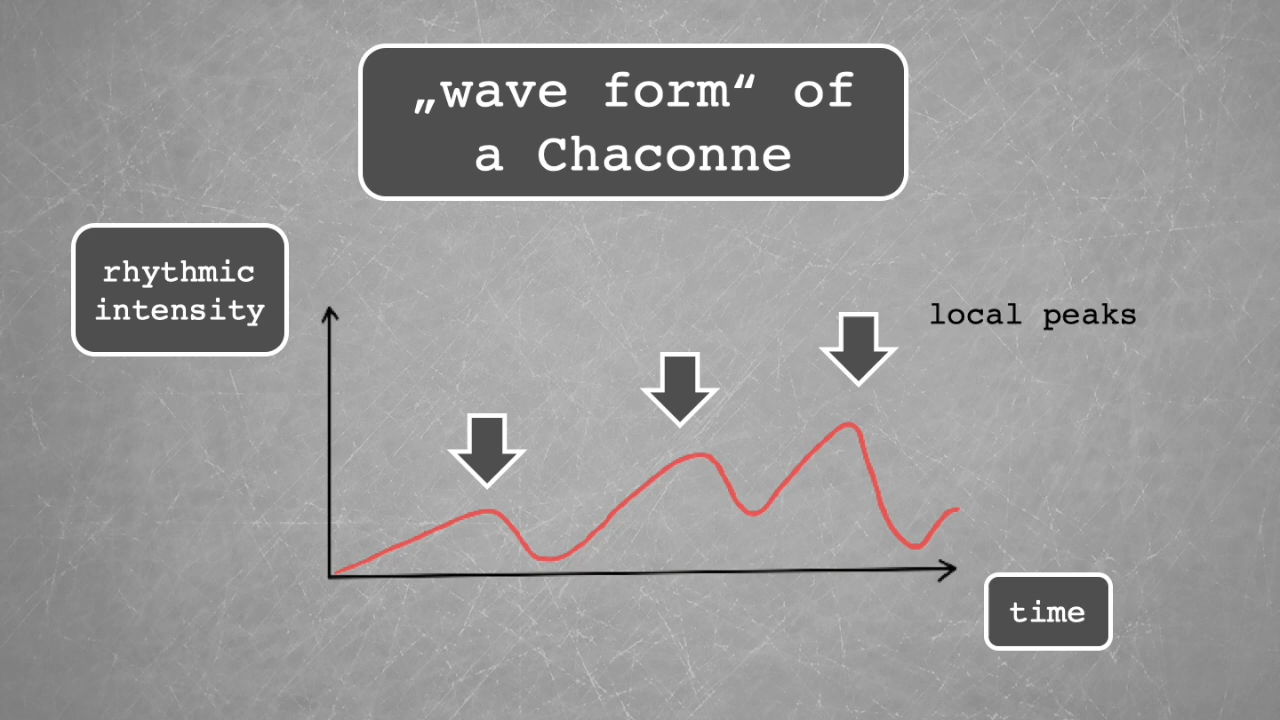 „wave form“ of
a Chaconne
rhythmic
intensity
local peaks
time